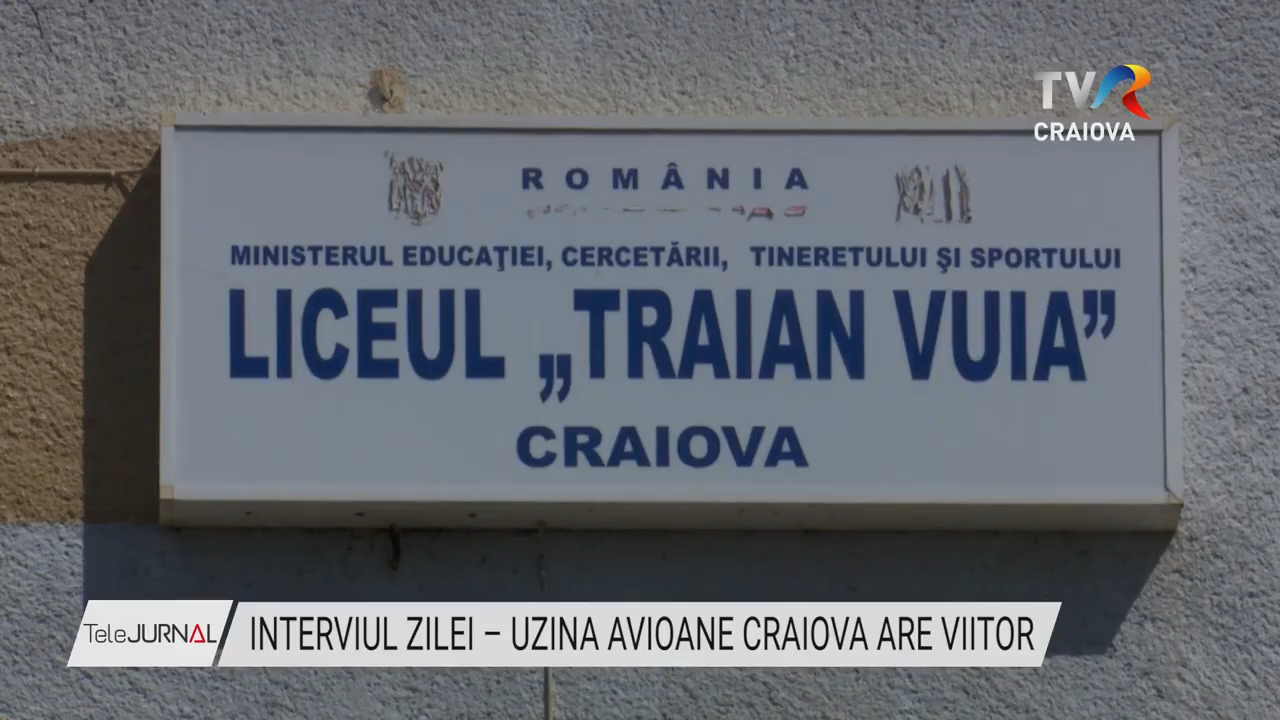 TVR
CRAIOVA
ROMÂNIA
MINISTERUL EDUCAŢIEI, CERCETĂRII, TINERETULUI ŞI SPORTULUI
LICEUL „TRAIAN VUIA”
CRAIOVA
TeleJURNAL
INTERVIUL ZILEI – UZINA AVIOANE CRAIOVA ARE VIITOR